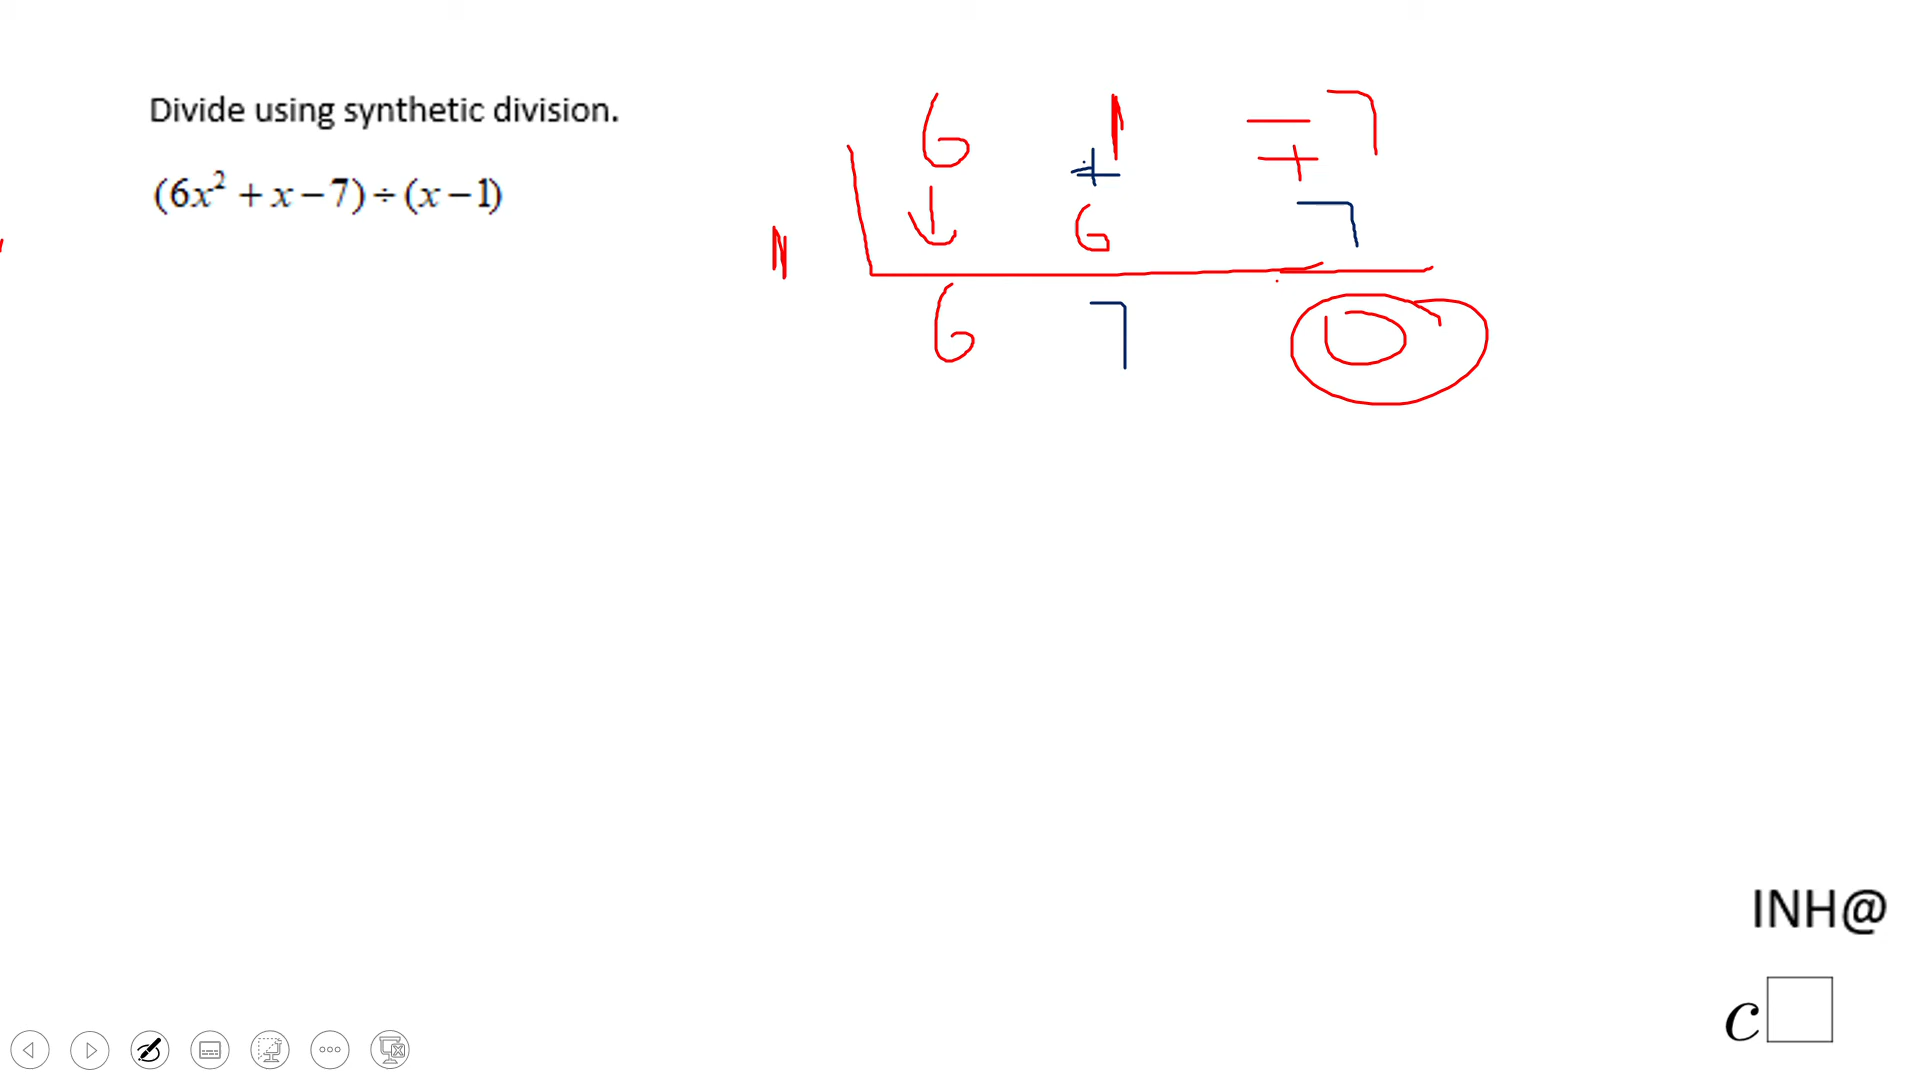 Divide using synthetic division.
(6x² + x − 7) ÷ (x − 1)
6 1 −7
+ +
1 6 7
6 7 0
INH@
c□